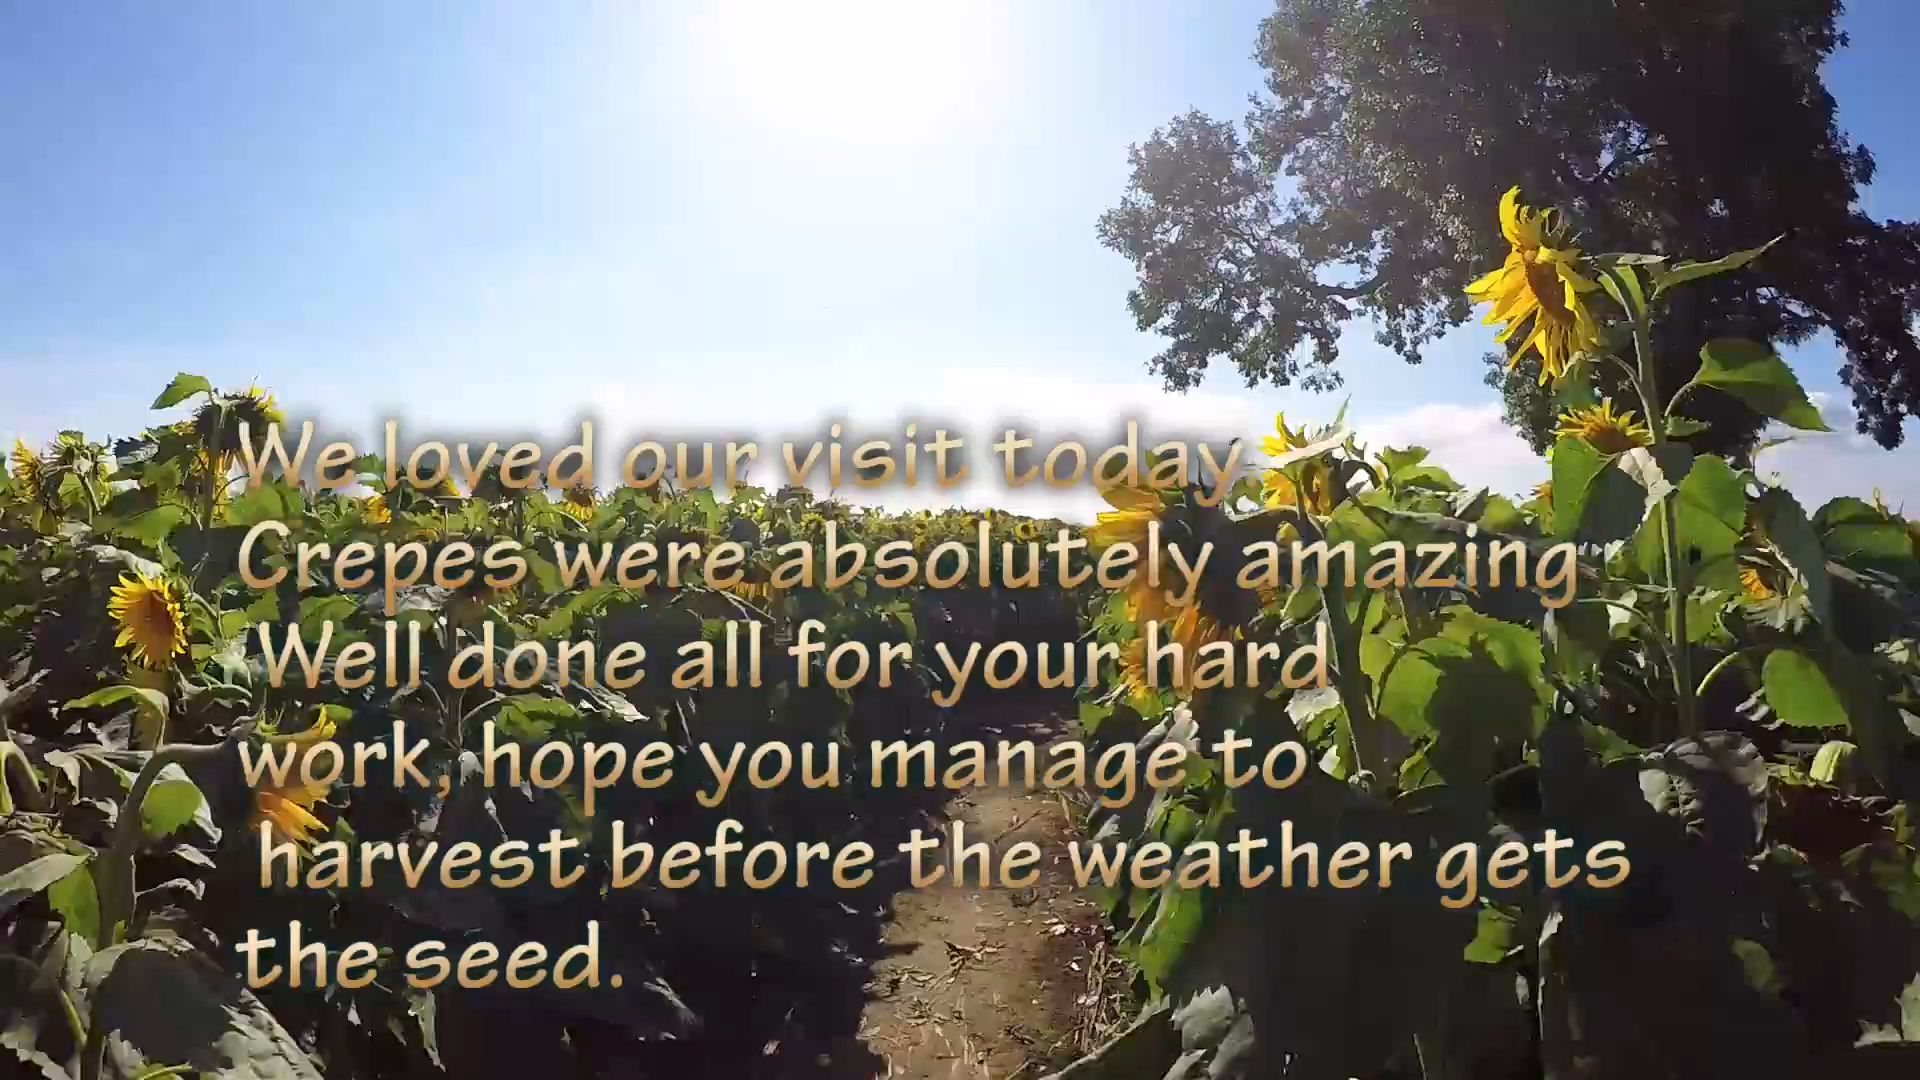 We loved our visit today.
Crepes were absolutely amazing
Well done all for your hard
work, hope you manage to
harvest before the weather gets
the seed.